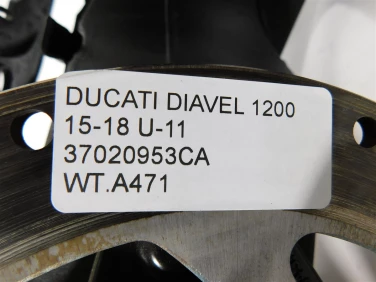 DUCATI DIAVEL 1200
15-18 U-11
37020953CA
WT.A471